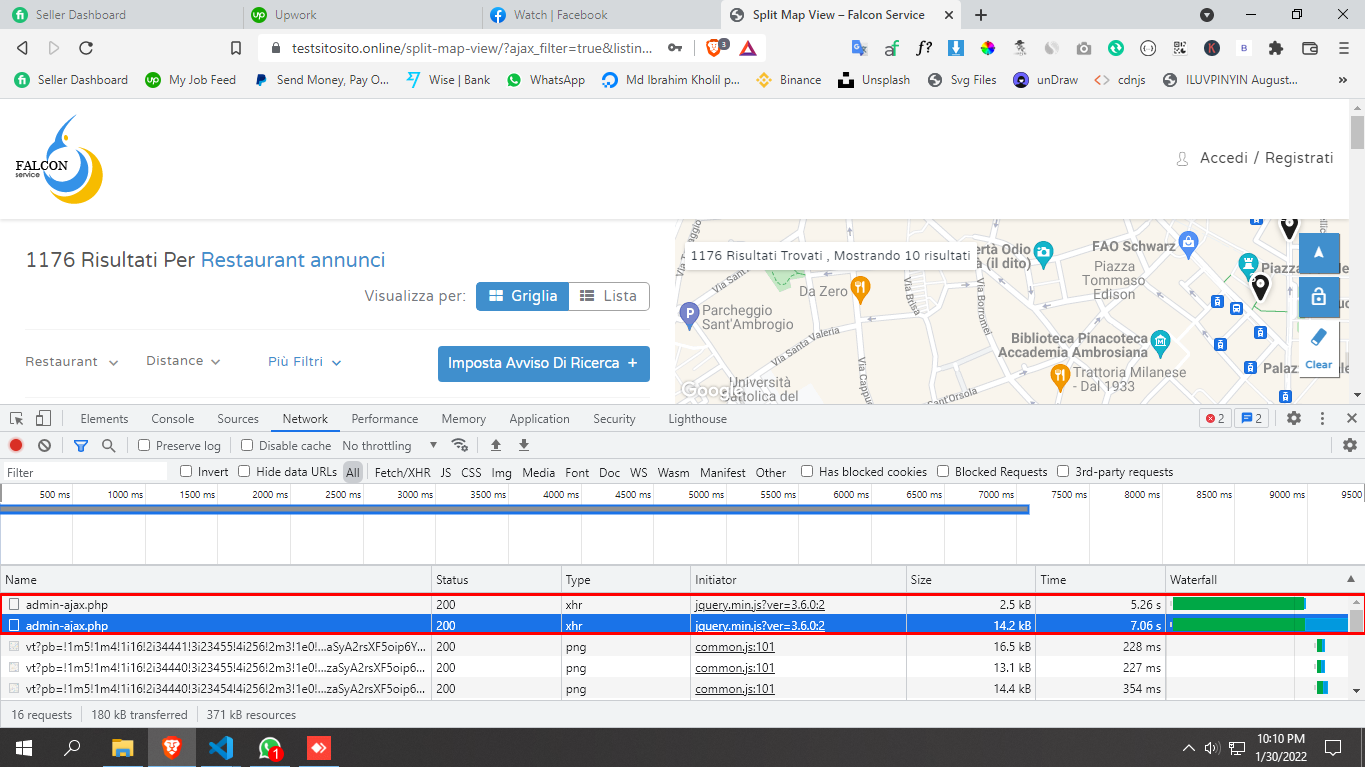 Seller Dashboard
Upwork
Watch | Facebook
Split Map View – Falcon Service
testsitosito.online/split-map-view/?ajax_filter=true&listin...
3
f?
K
B
Seller Dashboard
My Job Feed
Send Money, Pay O...
Wise | Bank
WhatsApp
Md Ibrahim Kholil p...
Binance
Unsplash
Svg Files
unDraw
cdnjs
ILUVPINYIN August...
»
FALCON
service
Accedi / Registrati
1176 Risultati Per Restaurant annunci
Visualizza per:
Griglia
Lista
Restaurant
Distance
Più Filtri
Imposta Avviso Di Ricerca +
1176 Risultati Trovati , Mostrando 10 risultati
Via San
Da Zero
Parcheggio
Sant'Ambrogio
Via Santa Valeria
Via Brisa
Via Borromei
Via Cappuc
Università
Cattolica del
Google
Sant'Orsola
(il dito)
FAO Schwarz
Piazza
Tommaso
Edison
Biblioteca Pinacoteca
Accademia Ambrosiana
Trattoria Milanese
- Dal 1933
Clear
Elements
Console
Sources
Network
Performance
Memory
Application
Security
Lighthouse
2
2
Preserve log
Disable cache
No throttling
Filter
Invert
Hide data URLs
All
Fetch/XHR
JS
CSS
Img
Media
Font
Doc
WS
Wasm
Manifest
Other
Has blocked cookies
Blocked Requests
3rd-party requests
500 ms
1000 ms
1500 ms
2000 ms
2500 ms
3000 ms
3500 ms
4000 ms
4500 ms
5000 ms
5500 ms
6000 ms
6500 ms
7000 ms
7500 ms
8000 ms
8500 ms
9000 ms
9500
Name Status Type Initiator Size Time Waterfall
admin-ajax.php 200 xhr jquery.min.js?ver=3.6.0:2 2.5 kB 5.26 s
admin-ajax.php 200 xhr jquery.min.js?ver=3.6.0:2 14.2 kB 7.06 s
vt?pb=!1m5!1m4!1i16!2i34441!3i23455!4i256!2m3!1e0!...aSyA2rsXF5oip6Y... 200 png common.js:101 16.5 kB 228 ms
vt?pb=!1m5!1m4!1i16!2i34440!3i23454!4i256!2m3!1e0!...zaSyA2rsXF5oip6... 200 png common.js:101 13.1 kB 227 ms
vt?pb=!1m5!1m4!1i16!2i34440!3i23455!4i256!2m3!1e0!...zaSyA2rsXF5oip6... 200 png common.js:101 14.4 kB 354 ms
16 requests
180 kB transferred
371 kB resources
1
10:10 PM
1/30/2022